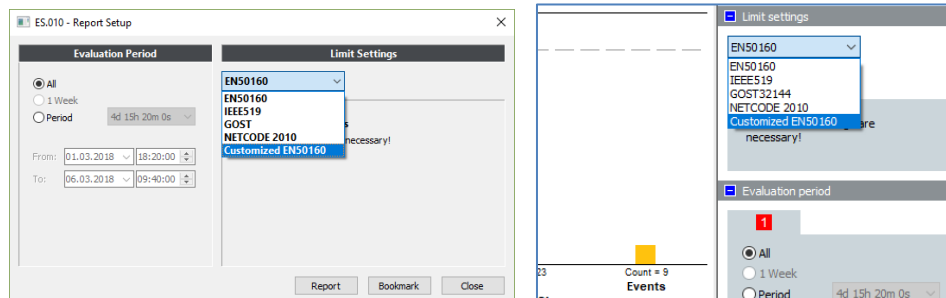 ES.010 - Report Setup
Evaluation Period
All
1 Week
Period
4d 15h 20m 0s
From:
01.03.2018
18:20:00
To:
06.03.2018
09:40:00
Limit Settings
EN50160
EN50160
IEEE519
GOST
NETCODE 2010
Customized EN50160
necessary!
Report
Bookmark
Close
23
Count = 9
Events
Limit settings
EN50160
EN50160
IEEE519
GOST32144
NETCODE 2010
Customized EN50160
are
necessary!
Evaluation period
1
All
1 Week
Period
4d 15h 20m 0s